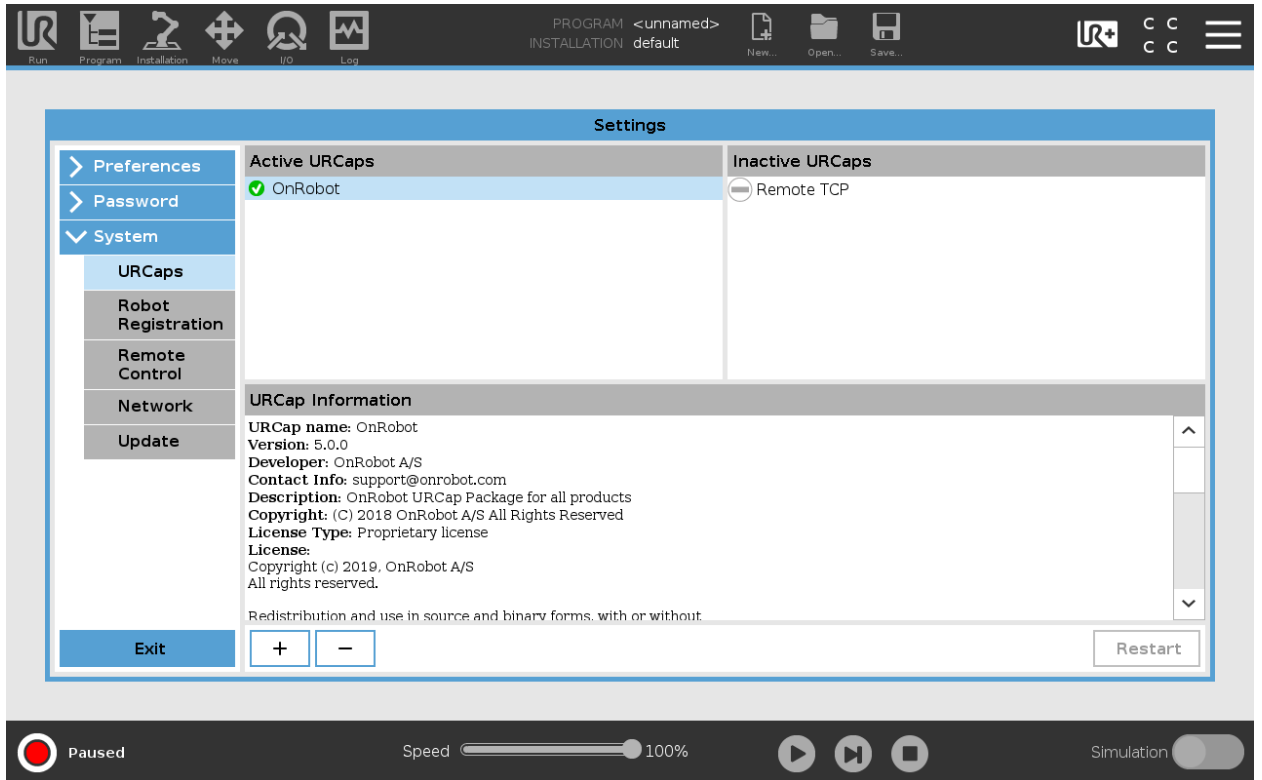 PROGRAM <unnamed>
INSTALLATION default
UR
Run
Program
Installation
Move
I/O
Log
New...
Open...
Save...
UR+
C C
C C
Settings
Preferences
Password
System
URCaps
Robot
Registration
Remote
Control
Network
Update
Exit
Active URCaps
OnRobot
Inactive URCaps
Remote TCP
URCap Information
URCap name: OnRobot
Version: 5.0.0
Developer: OnRobot A/S
Contact Info: support@onrobot.com
Description: OnRobot URCap Package for all products
Copyright: (C) 2018 OnRobot A/S All Rights Reserved
License Type: Proprietary license
License:
Copyright (c) 2019, OnRobot A/S
All rights reserved.
Redistribution and use in source and binary forms, with or without
+
−
Restart
Paused
Speed 100%
Simulation